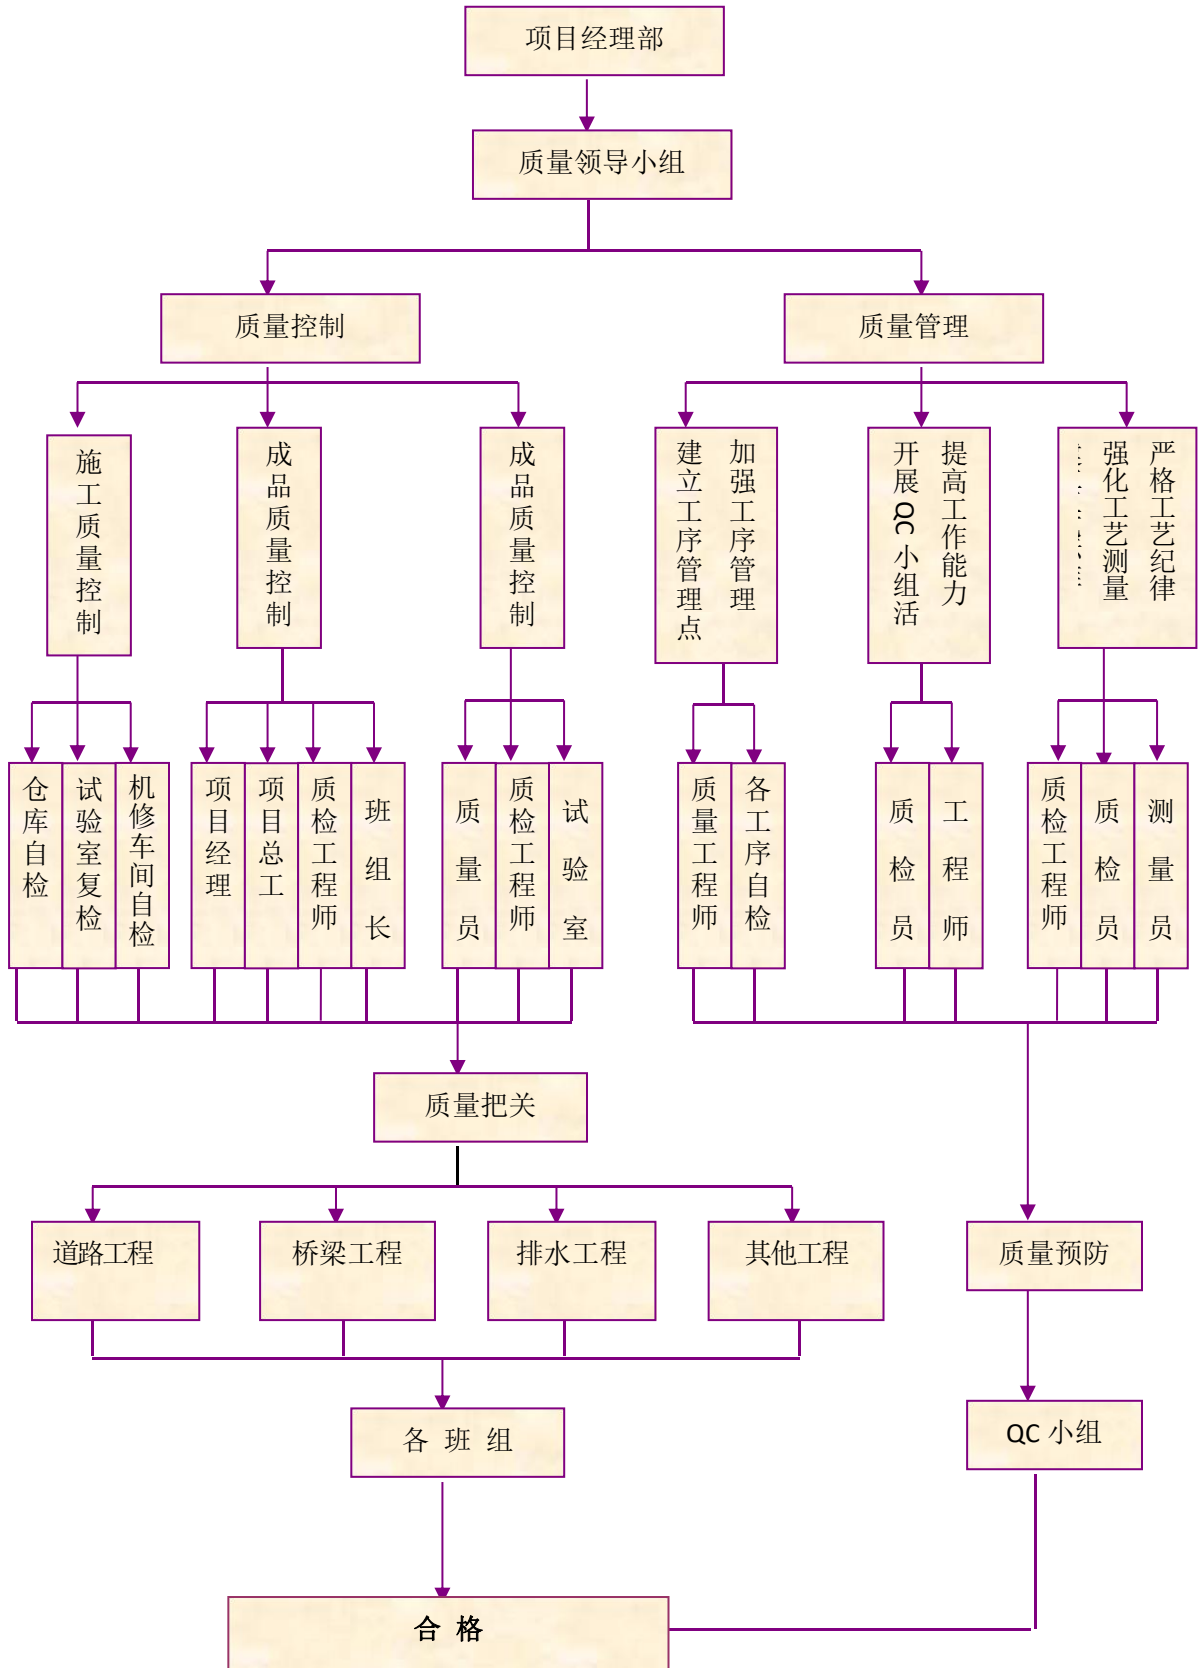 项目经理部
质量领导小组
质量控制
质量管理
施工质量控制
成品质量控制
成品质量控制
加强工序管理
建立工序管理点
提高工作能力
开展 QC 小组活
严格工艺纪律
强化工艺测量
仓库自检
试验室复检
机修车间自检
项目经理
项目总工
质检工程师
班组长
质量员
质检工程师
试验室
质量工程师
各工序自检
质检员
工程师
质检工程师
质检员
测量员
质量把关
道路工程
桥梁工程
排水工程
其他工程
质量预防
各 班 组
QC 小组
合 格